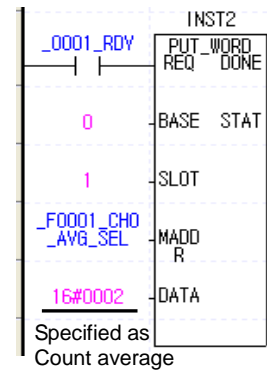 INST2
_0001_RDY
PUT_WORD
REQ DONE
0
BASE STAT
1
SLOT
_F0001_CH0
_AVG_SEL
MADD
R
16#0002
DATA
Specified as
Count average